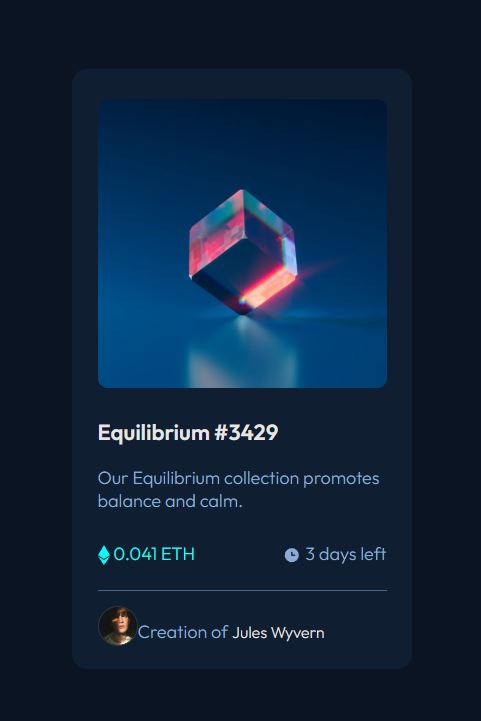 Equilibrium #3429
Our Equilibrium collection promotes
balance and calm.
0.041 ETH
3 days left
Creation of Jules Wyvern